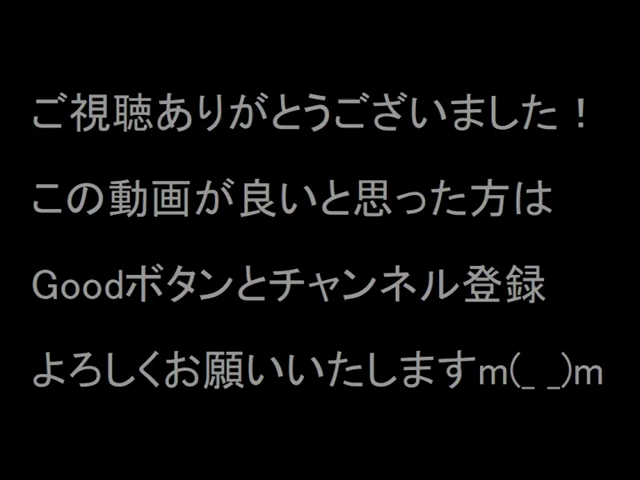 ご視聴ありがとうございました！
この動画が良いと思った方は
Goodボタンとチャンネル登録
よろしくお願いいたしますm(_ _)m